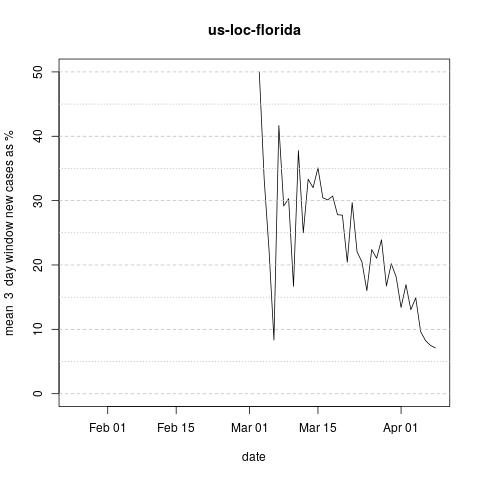 us-loc-florida
mean  3  day window new cases as %
50
40
30
20
10
0
Feb 01
Feb 15
Mar 01
Mar 15
Apr 01
date